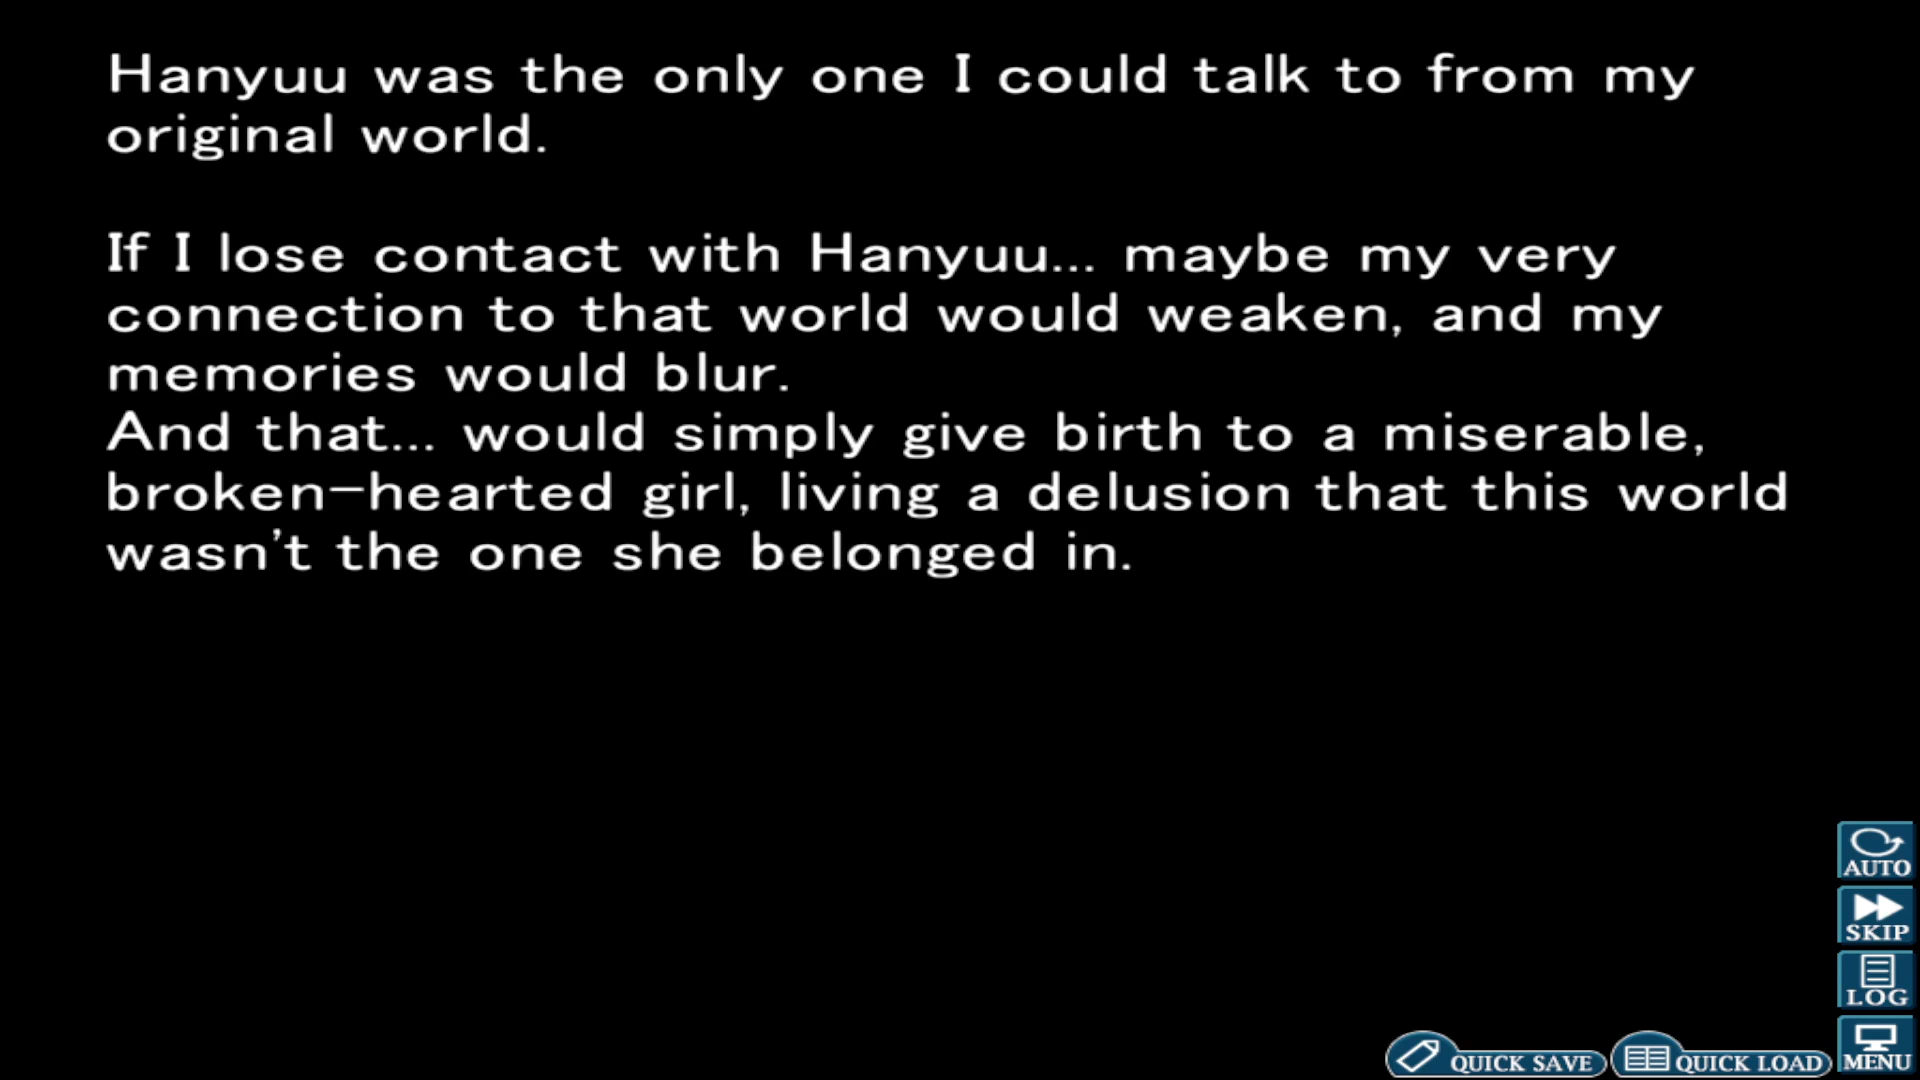 Hanyuu was the only one I could talk to from my
original world.
If I lose contact with Hanyuu... maybe my very
connection to that world would weaken, and my
memories would blur.
And that... would simply give birth to a miserable,
broken-hearted girl, living a delusion that this world
wasn't the one she belonged in.
AUTO
SKIP
LOG
MENU
QUICK SAVE
QUICK LOAD